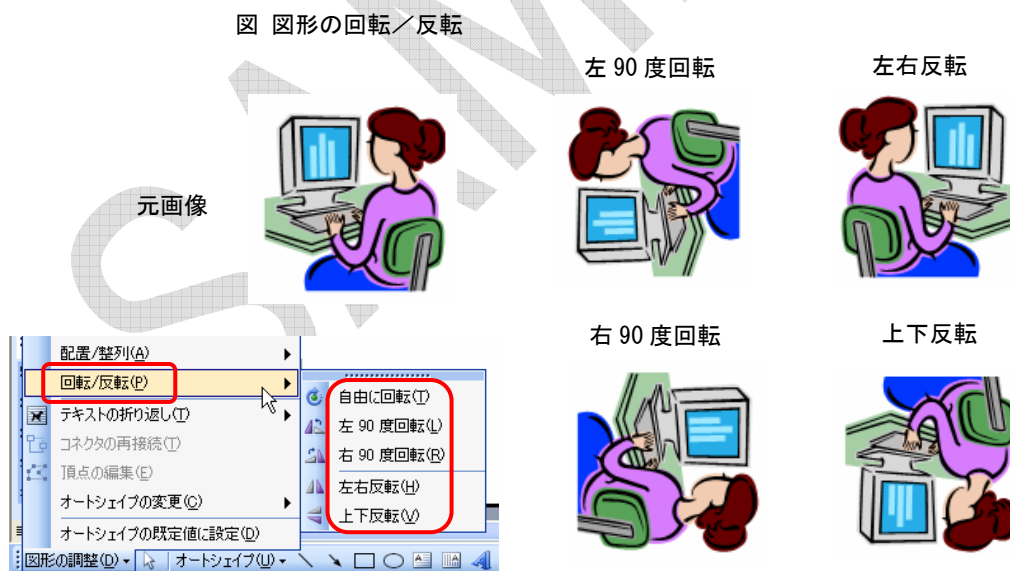 図 図形の回転／反転
左 90 度回転
左右反転
元画像
右 90 度回転
上下反転
配置/整列(A)
回転/反転(P)
テキストの折り返し(T)
コネクタの再接続(T)
頂点の編集(E)
オートシェイプの変更(C)
オートシェイプの既定値に設定(D)
自由に回転(T)
左 90 度回転(L)
右 90 度回転(R)
左右反転(H)
上下反転(V)
図形の調整(D) オートシェイプ(U)